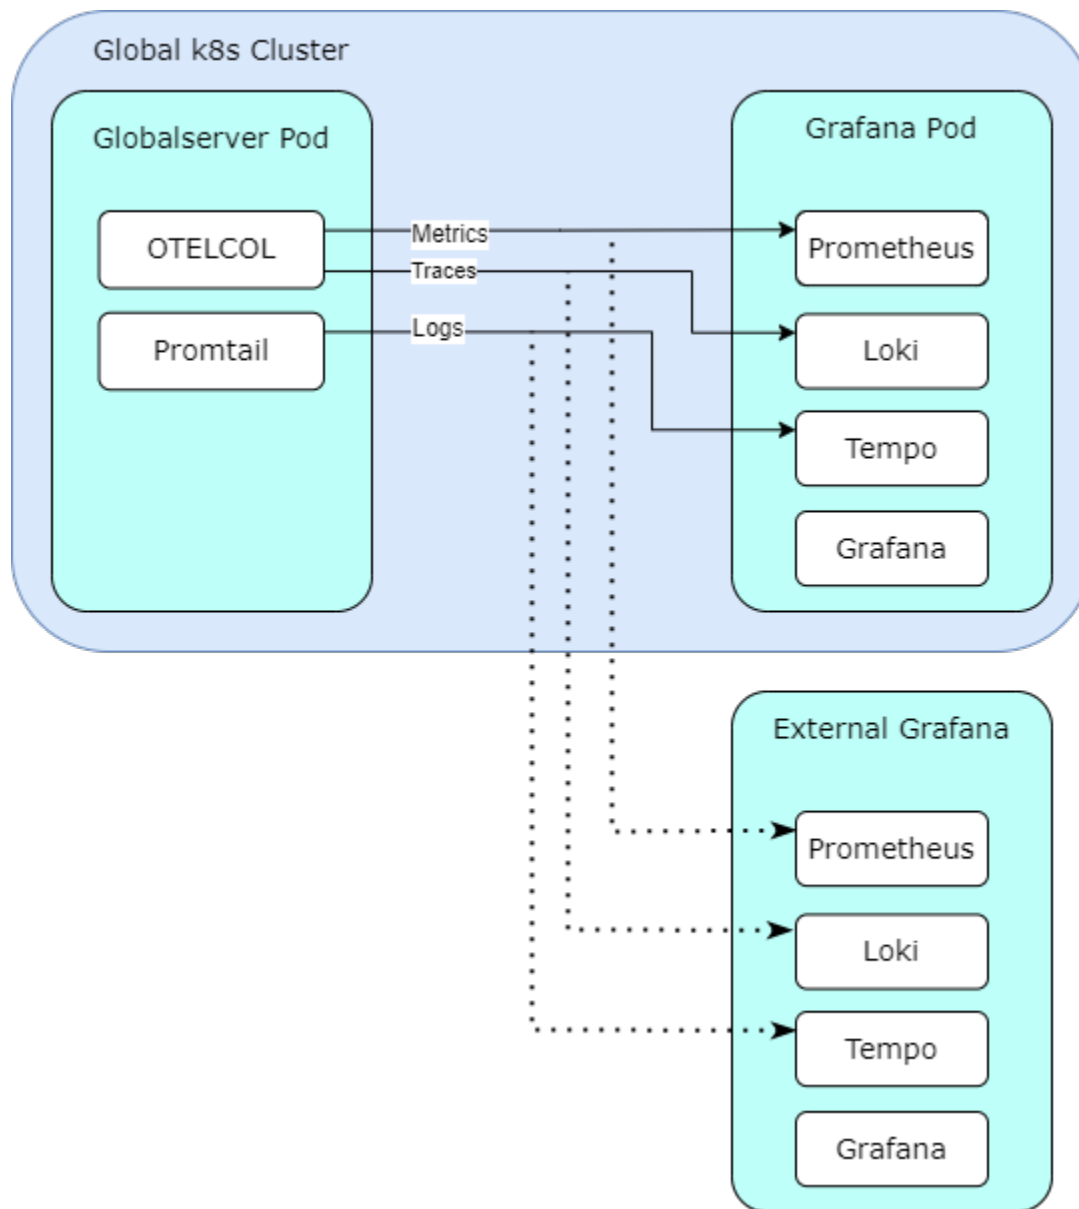 Global k8s Cluster
Globalserver Pod
OTELCOL
Promtail
Metrics
Traces
Logs
Grafana Pod
Prometheus
Loki
Tempo
Grafana
External Grafana
Prometheus
Loki
Tempo
Grafana